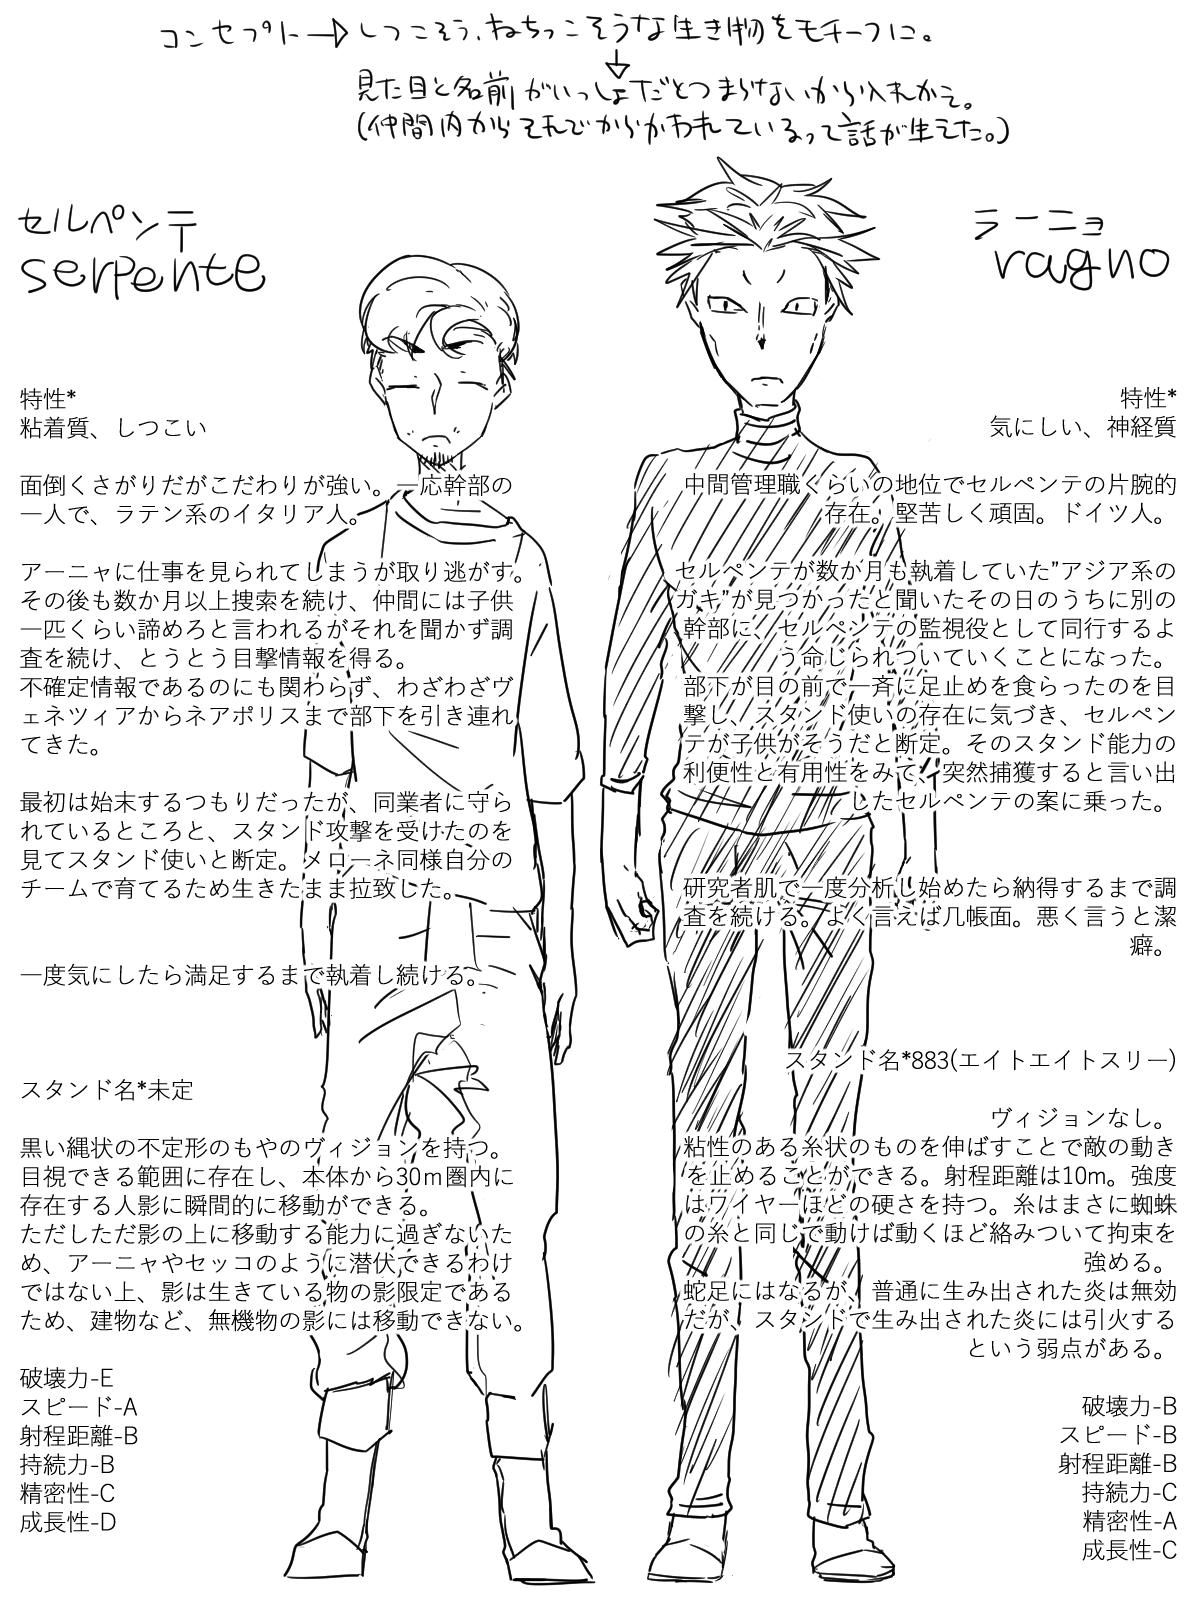 コンセプト→しつこそう、ねちっこそうな生き物をモチーフに。
↓
見た目と名前がいっしょだとつまらないから入れかえ。
(仲間内からそれでからかわれているって話が生えた。)
セルペンテ
serpente
特性*
粘着質、しつこい
面倒くさがりだがこだわりが強い。一応幹部の
一人で、ラテン系のイタリア人。
アーニャに仕事を見られてしまうが取り逃がす。
その後も数か月以上捜索を続け、仲間には子供
一匹くらい諦めろと言われるがそれを聞かず調
査を続け、とうとう目撃情報を得る。
不確定情報であるのにも関わらず、わざわざヴ
ェネツィアからネアポリスまで部下を引き連れ
てきた。
最初は始末するつもりだったが、同業者に守ら
れているところと、スタンド攻撃を受けたのを
見てスタンド使いと断定。メローネ同様自分の
チームで育てるため生きたまま拉致した。
一度気にしたら満足するまで執着し続ける。
スタンド名*未定
黒い縄状の不定形のもやのヴィジョンを持つ。
目視できる範囲に存在し、本体から30m圏内に
存在する人影に瞬間的に移動ができる。
ただしただ影の上に移動する能力に過ぎないた
め、アーニャやセッコのように潜伏できるわけ
ではない上、影は生きている物の影限定である
ため、建物など、無機物の影には移動できない。
破壊力-E
スピード-A
射程距離-B
持続力-B
精密性-C
成長性-D
ラーニョ
ragno
特性*
気にしい、神経質
中間管理職くらいの地位でセルペンテの片腕的
存在。堅苦しく頑固。ドイツ人。
セルペンテが数か月も執着していた"アジア系の
ガキ"が見つかったと聞いたその日のうちに別の
幹部に、セルペンテの監視役として同行するよ
う命じられついていくことになった。
部下が目の前で一斉に足止めを食らったのを目
撃し、スタンド使いの存在に気づき、セルペン
テが子供がそうだと断定。そのスタンド能力の
利便性と有用性をみて、突然捕獲すると言い出
したセルペンテの案に乗った。
研究者肌で一度分析し始めたら納得するまで調
査を続ける。よく言えば几帳面。悪く言うと潔
癖。
スタンド名*883(エイトエイトスリー)
ヴィジョンなし。
粘性のある糸状のものを伸ばすことで敵の動き
を止めることができる。射程距離は10m。強度
はワイヤーほどの硬さを持つ。糸はまさに蜘蛛
の糸と同じで動けば動くほど絡みついて拘束を
強める。
蛇足にはなるが、普通に生み出された炎は無効
だが、スタンドで生み出された炎には引火する
という弱点がある。
破壊力-B
スピード-B
射程距離-B
持続力-C
精密性-A
成長性-C